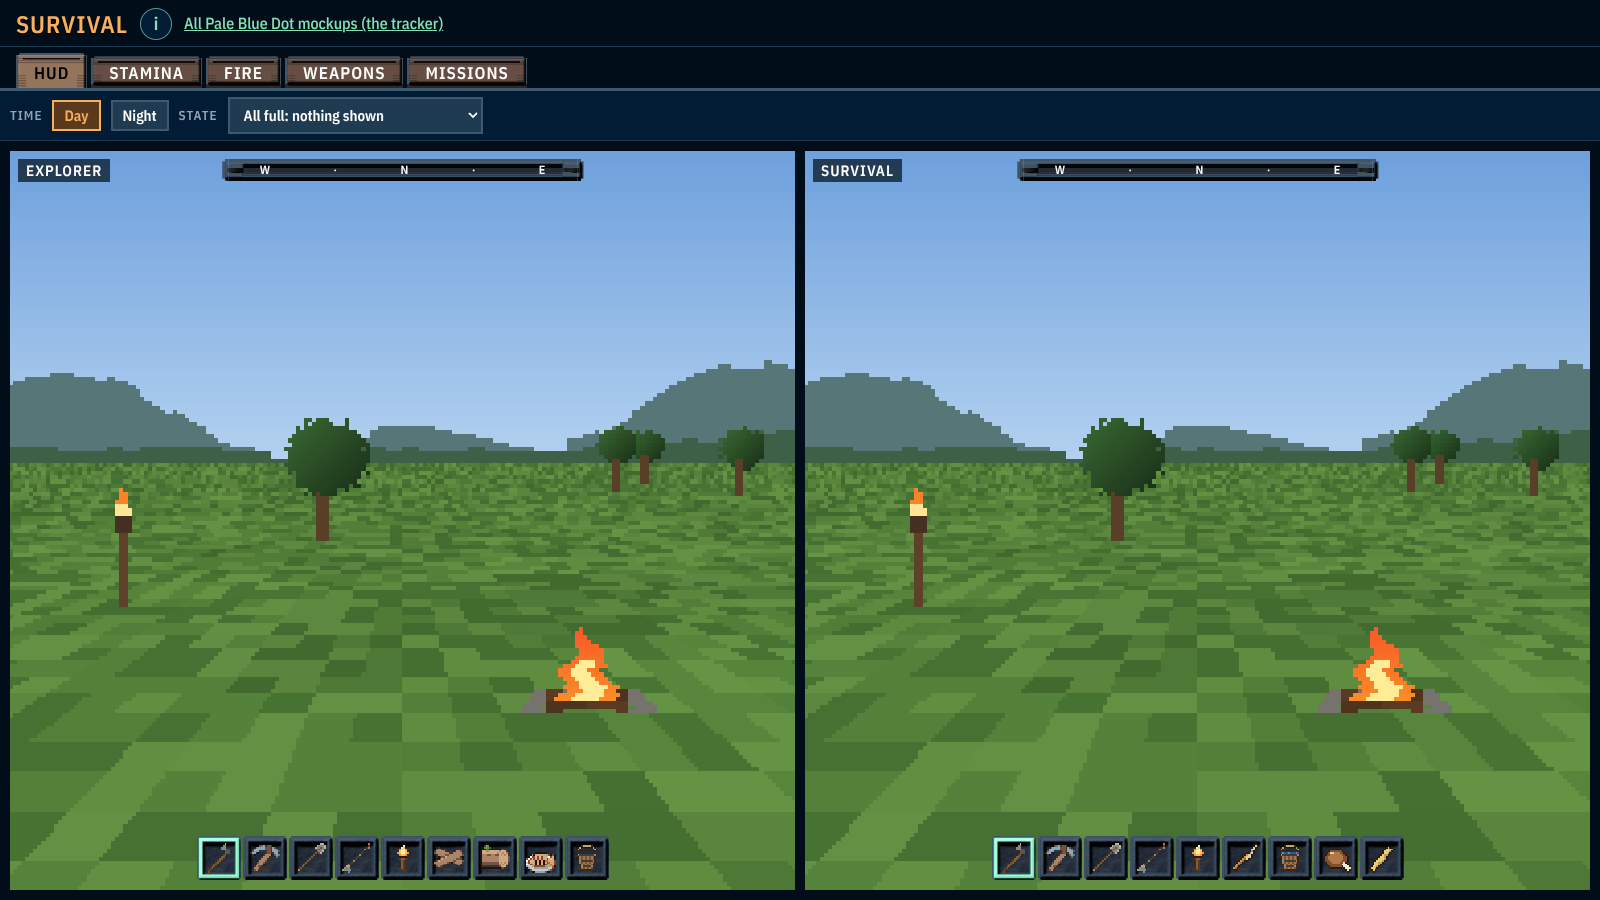 SURVIVAL i All Pale Blue Dot mockups (the tracker)
HUD STAMINA FIRE WEAPONS MISSIONS
TIME Day Night STATE All full: nothing shown
EXPLORER W · N · E
SURVIVAL W · N · E